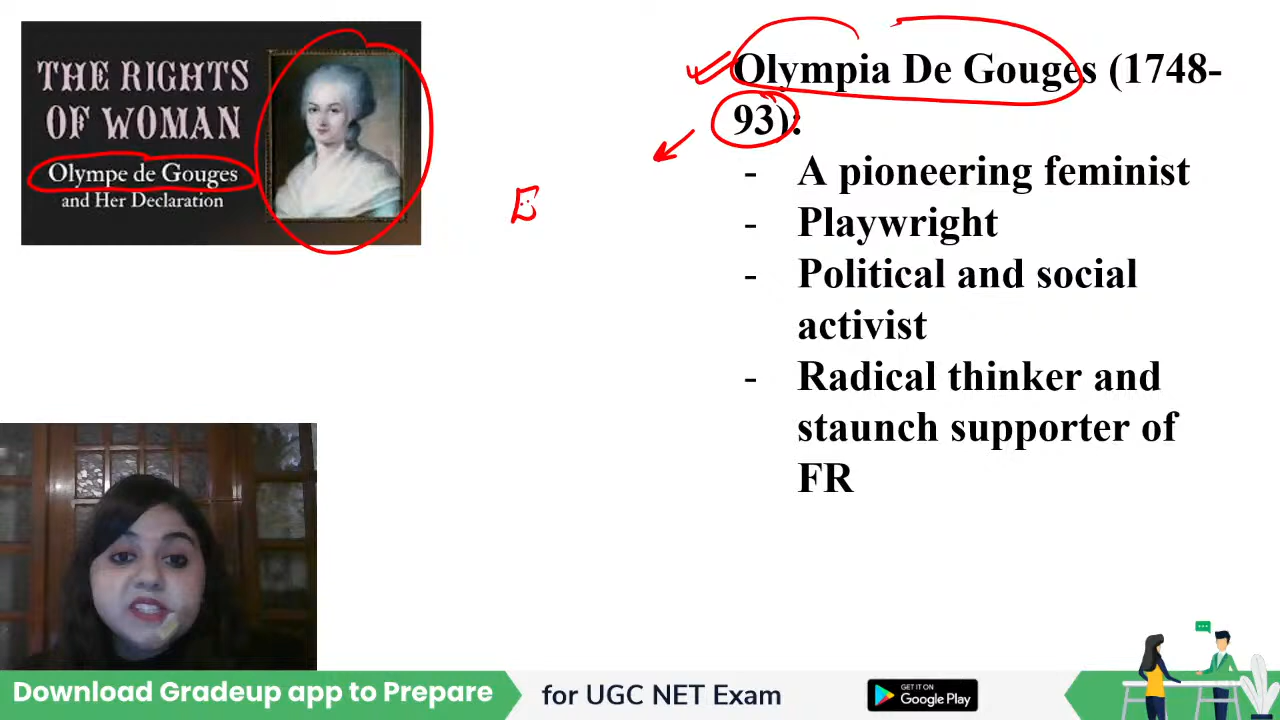 THE RIGHTS
OF WOMAN
Olympe de Gouges
and Her Declaration
Olympia De Gouges (1748-
93):
- A pioneering feminist
- Playwright
- Political and social
activist
- Radical thinker and
staunch supporter of
FR
E
Download Gradeup app to Prepare
for UGC NET Exam
GET IT ON
Google Play